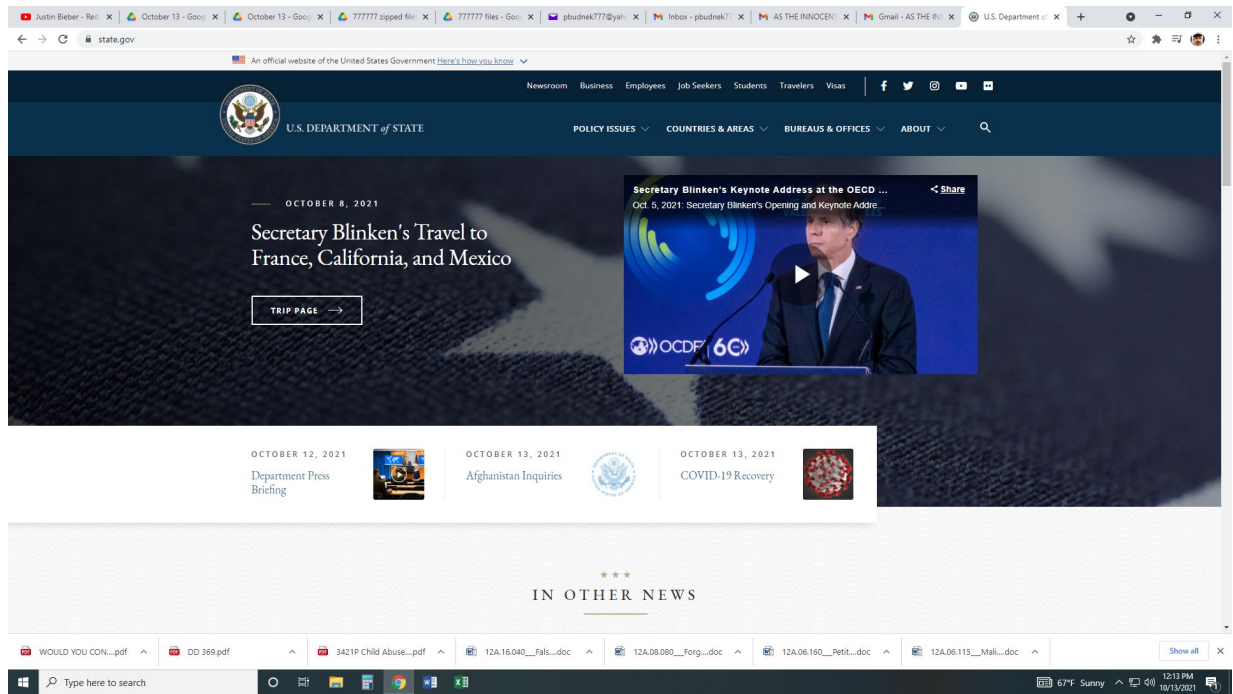 Justin Bieber - Red
October 13 - Goog
October 13 - Goog
777777 zipped file
777777 files - Goo
pbudnek777@yah
Inbox - pbudnek7
AS THE INNOCENT
Gmail - AS THE IN
U.S. Department of
state.gov
An official website of the United States Government Here's how you know
Newsroom Business Employees Job Seekers Students Travelers Visas
U.S. DEPARTMENT of STATE
POLICY ISSUES COUNTRIES & AREAS BUREAUS & OFFICES ABOUT
OCTOBER 8, 2021
Secretary Blinken's Travel to
France, California, and Mexico
TRIP PAGE
Secretary Blinken's Keynote Address at the OECD ...
Share
Oct. 5, 2021: Secretary Blinken's Opening and Keynote Addre...
OCDE 60
OCTOBER 12, 2021
Department Press
Briefing
OCTOBER 13, 2021
Afghanistan Inquiries
OCTOBER 13, 2021
COVID-19 Recovery
IN OTHER NEWS
WOULD YOU CON....pdf
DD 369.pdf
3421P Child Abuse....pdf
12A.16.040__Fals....doc
12A.08.080__Forg....doc
12A.06.160__Petit....doc
12A.06.115__Mali....doc
Show all
Type here to search
67°F Sunny
12:13 PM
10/13/2021